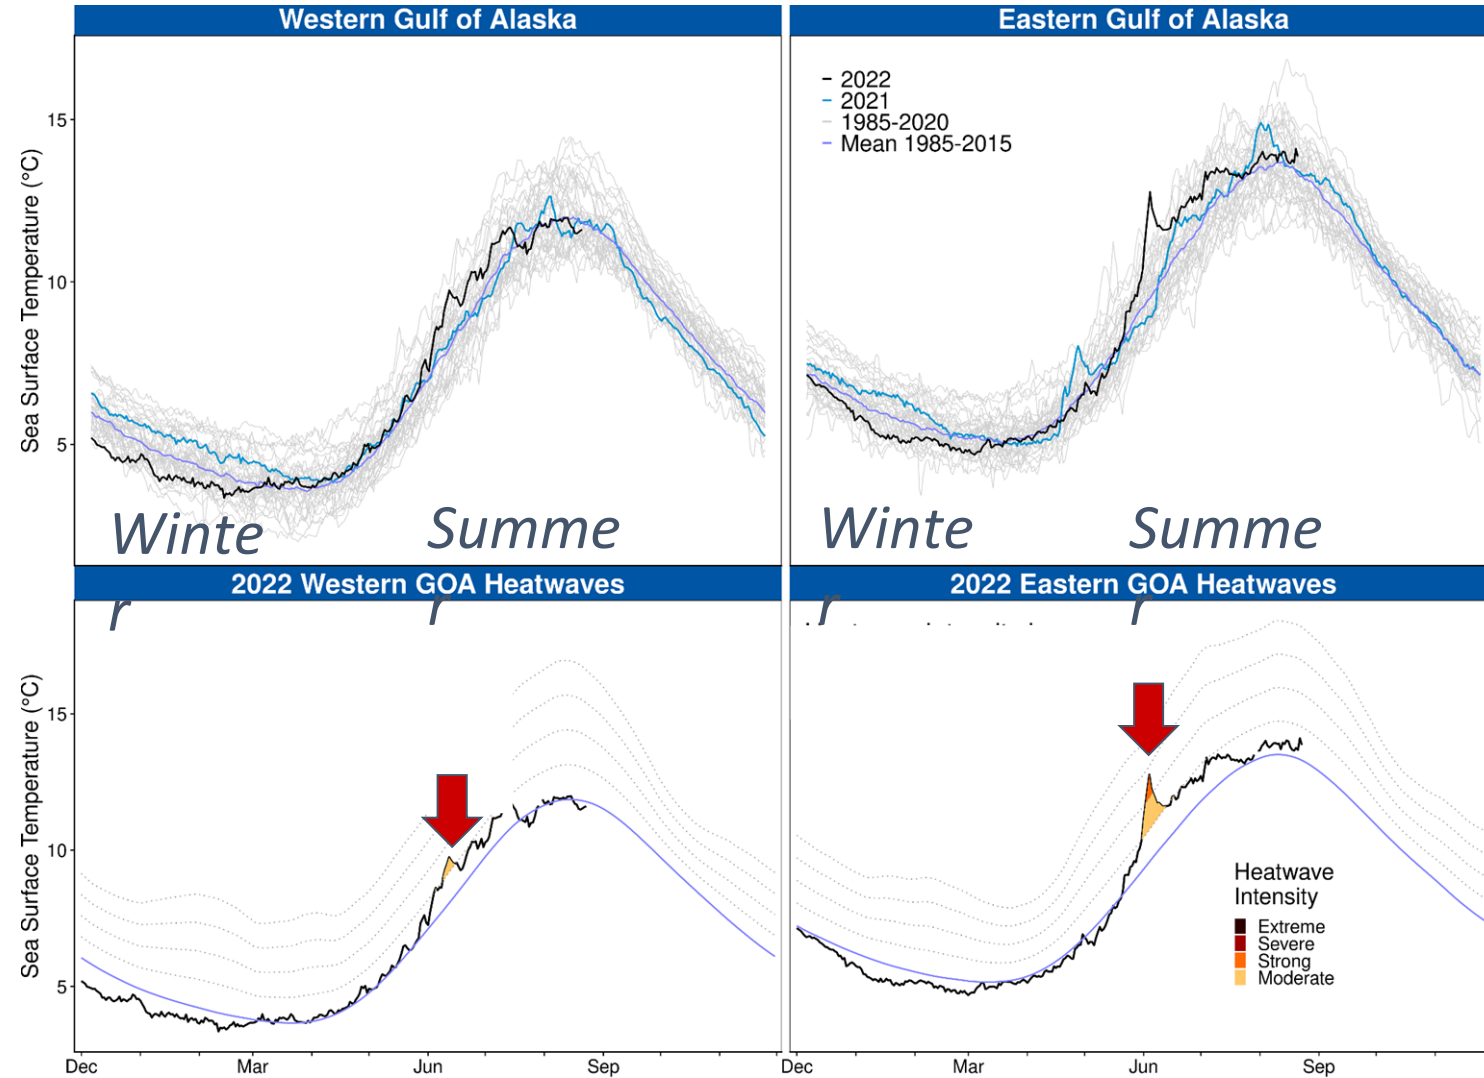 Western Gulf of Alaska
Eastern Gulf of Alaska
Sea Surface Temperature (°C)
15
10
5
2022
2021
1985-2020
Mean 1985-2015
Winte
r
Summe
r
Winte
r
Summe
r
2022 Western GOA Heatwaves
2022 Eastern GOA Heatwaves
Sea Surface Temperature (°C)
15
10
5
Heatwave
Intensity
Extreme
Severe
Strong
Moderate
Dec
Mar
Jun
Sep
Dec
Mar
Jun
Sep